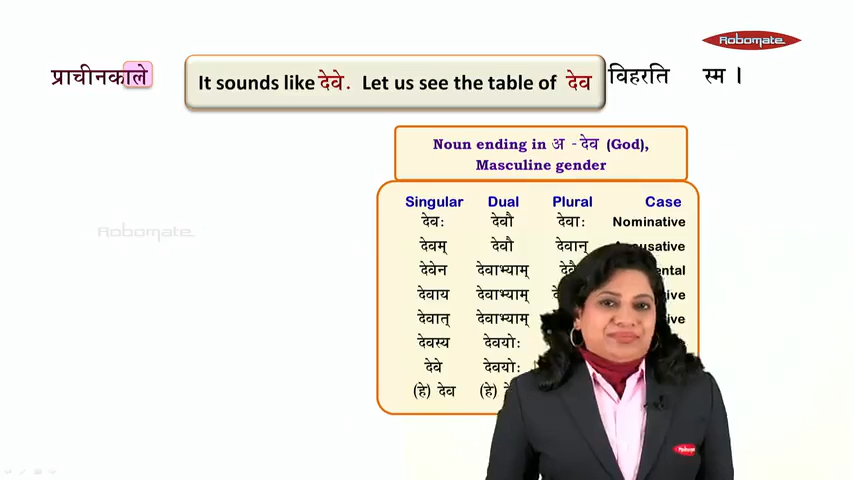 Robomate
प्राचीनकाले It sounds like देवे. Let us see the table of देव विहरति स्म ।
Noun ending in अ - देव (God),
Masculine gender
Singular Dual Plural Case
देवः देवौ देवाः Nominative
देवम् देवौ देवान्
देवेन देवाभ्याम्
देवाय देवाभ्याम्
देवात् देवाभ्याम्
देवस्य देवयोः
देवे देवयोः
(हे) देव (हे)
Robomate
Robomate